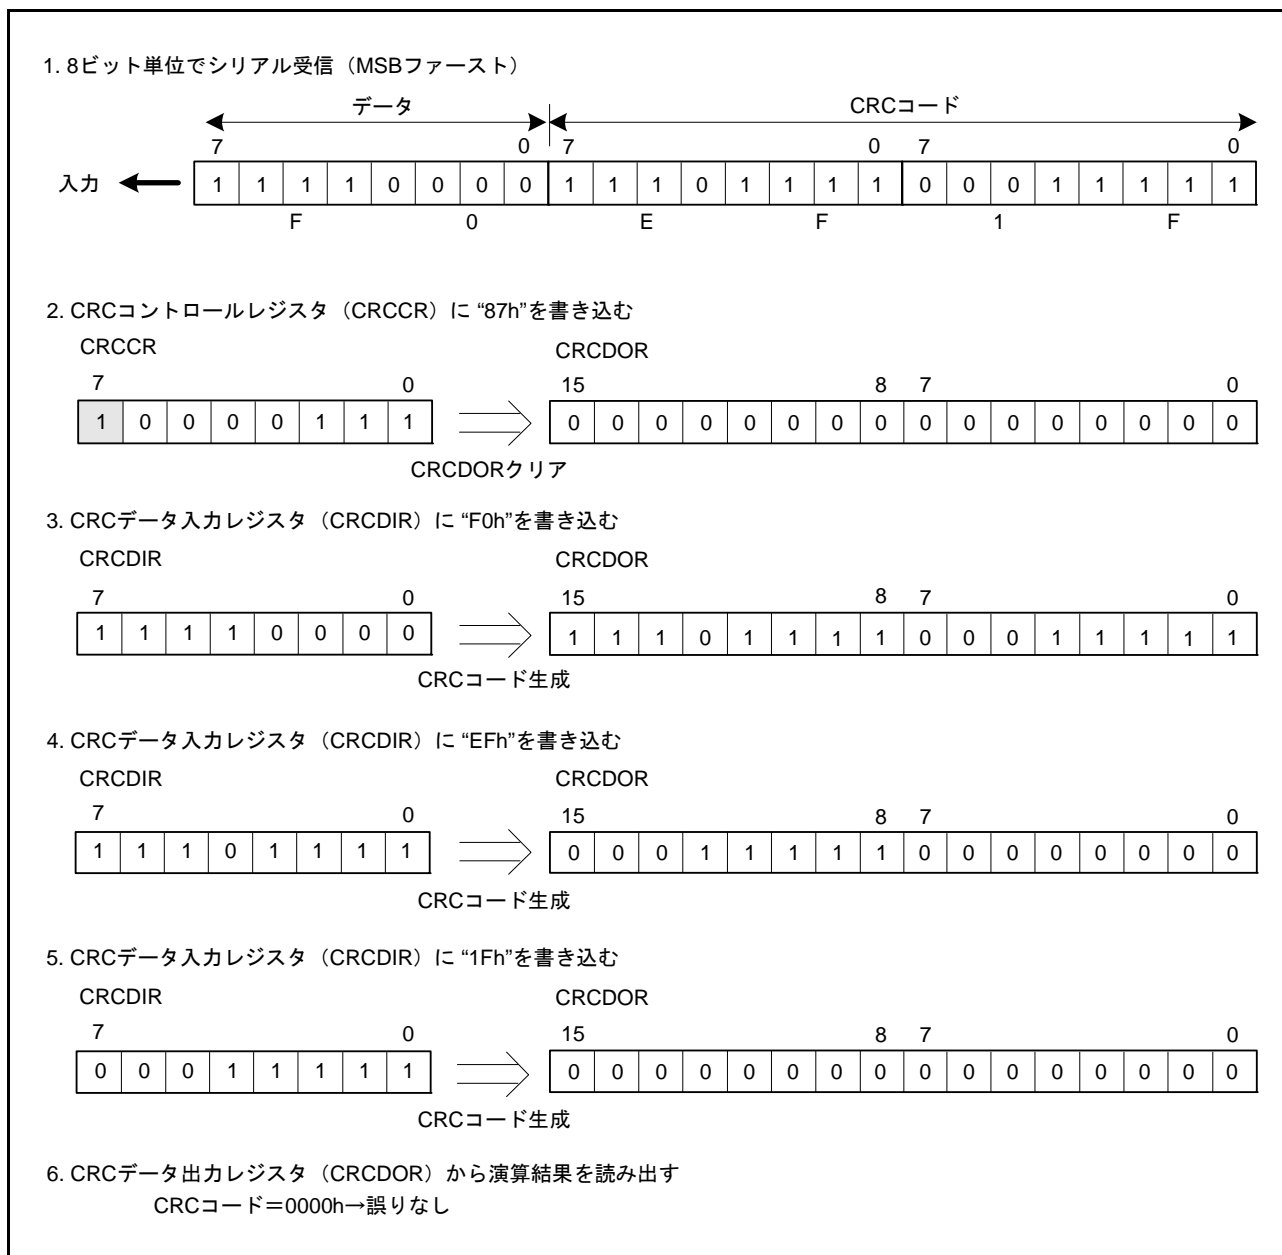 1. 8ビット単位でシリアル受信（MSBファースト）
データ CRCコード
7 0 7 0 7 0
入力 1 1 1 1 0 0 0 0 1 1 1 0 1 1 1 1 0 0 0 1 1 1 1 1
F 0 E F 1 F
2. CRCコントロールレジスタ（CRCCR）に “87h”を書き込む
CRCCR CRCDOR
7 0 15 8 7 0
1 0 0 0 0 1 1 1 0 0 0 0 0 0 0 0 0 0 0 0 0 0 0 0
CRCDORクリア
3. CRCデータ入力レジスタ（CRCDIR）に “F0h”を書き込む
CRCDIR CRCDOR
7 0 15 8 7 0
1 1 1 1 0 0 0 0 1 1 1 0 1 1 1 1 0 0 0 1 1 1 1 1
CRCコード生成
4. CRCデータ入力レジスタ（CRCDIR）に “EFh”を書き込む
CRCDIR CRCDOR
7 0 15 8 7 0
1 1 1 0 1 1 1 1 0 0 0 1 1 1 1 1 0 0 0 0 0 0 0 0
CRCコード生成
5. CRCデータ入力レジスタ（CRCDIR）に “1Fh”を書き込む
CRCDIR CRCDOR
7 0 15 8 7 0
0 0 0 1 1 1 1 1 0 0 0 0 0 0 0 0 0 0 0 0 0 0 0 0
CRCコード生成
6. CRCデータ出力レジスタ（CRCDOR）から演算結果を読み出す
CRCコード＝0000h→誤りなし